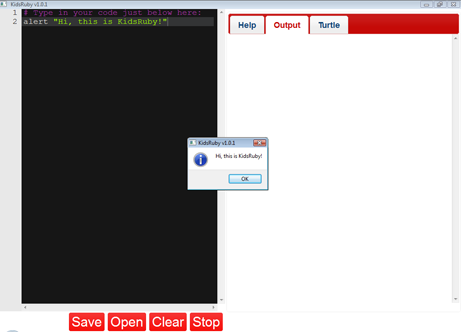 KidsRuby v1.0.1
1 # Type in your code just below here:
2 alert "Hi, this is KidsRuby!"
Help Output Turtle
KidsRuby v1.0.1
Hi, this is KidsRuby!
OK
Save Open Clear Stop